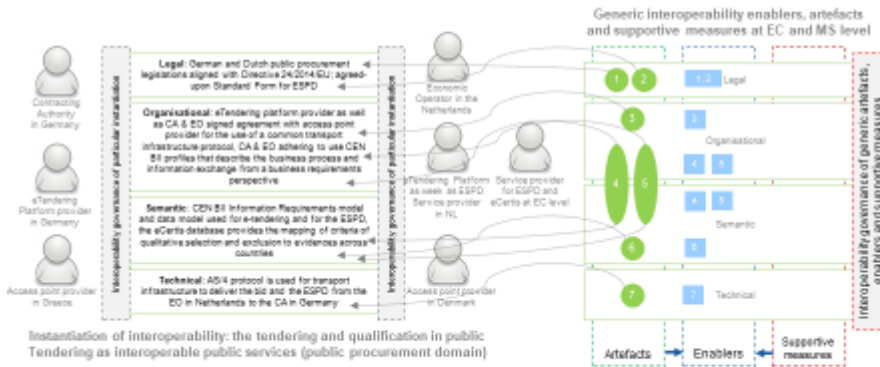 Generic interoperability enablers, artefacts
and supportive measures at EC and MS level
Contracting
Authority
in Germany
eTendering
Platform provider
in Germany
Access point provider
in Greece
Interoperability governance of particular instantiation
Legal: German and Dutch public procurement
legislations aligned with Directive 24/2014/EU; agreed-
upon Standard Form for ESPD
Organisational: eTendering platform provider as well
as CA & EO signed agreement with access point
provider for the use of a common transport
infrastructure protocol, CA & EO adhering to use CEN
BII profiles that describe the business process and
information exchange from a business requirements
perspective
Semantic: CEN BII Information Requirements model
and data model used for e-tendering and for the ESPD,
the eCertis database provides the mapping of criteria of
qualitative selection and exclusion to evidences across
countries
Technical: AS/4 protocol is used for transport
infrastructure to deliver the bid and the ESPD from the
EO in Netherlands to the CA in Germany
Interoperability governance of particular instantiation
Economic
Operator in the
Netherlands
eTendering Platform
as week as ESPD
Service provider
in NL
Service provider
for ESPD and
eCertis at EC level
Access point provider
in Denmark
1 2
1, 2
Legal
3
3
Organisational
4 5
4 5
4 5
Semantic
6
6
7
7
Technical
Artefacts
Enablers
Supportive
measures
Interoperability governance of generic artefacts,
enablers and supportive measures
Instantiation of interoperability: the tendering and qualification in public
Tendering as interoperable public services (public procurement domain)